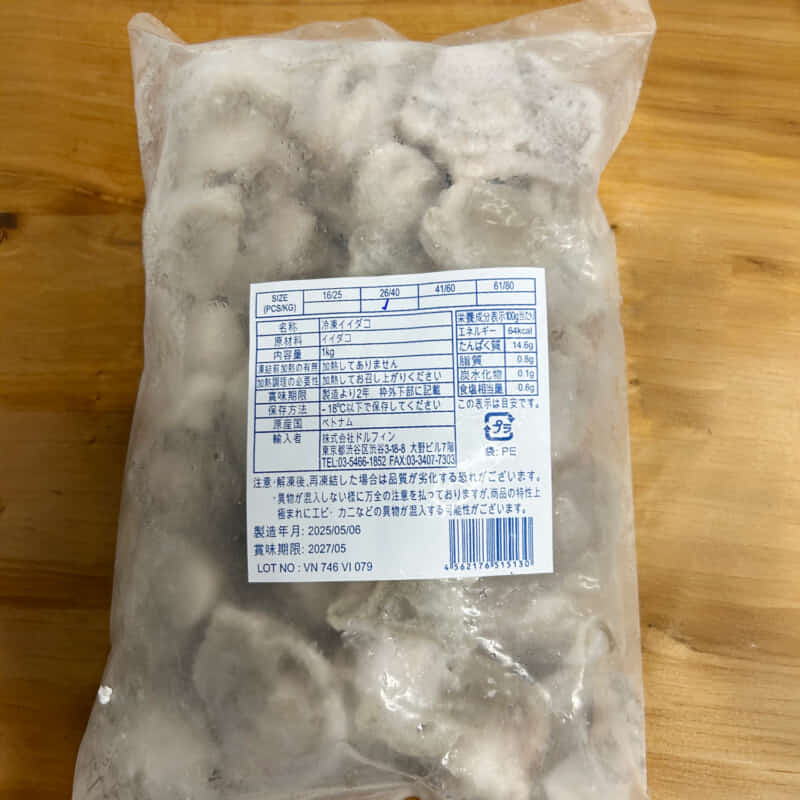 SIZE (PCS/KG) 16/25 26/40 41/60 61/80
名称 冷凍イイダコ
原材料 イイダコ
内容量 1kg
凍結前加熱の有無 加熱してありません
加熱調理の必要性 加熱してお召し上がりください
賞味期限 製造より2年 枠外下部に記載
保存方法 -18℃以下で保存してください
原産国 ベトナム
輸入者 株式会社ドルフィン
東京都渋谷区渋谷3-18-8 大野ビル7階
TEL:03-5466-1852 FAX:03-3407-7303
栄養成分表示100g当たり
エネルギー 64kcal
たんぱく質 14.6g
脂質 0.8g
炭水化物 0.1g
食塩相当量 0.6g
この表示は目安です。
プラ
袋: PE
注意・解凍後、再凍結した場合は品質が劣化する恐れがございます。
・異物が混入しない様に万全の注意を払っておりますが、商品の特性上
極まれにエビ・カニなどの異物が混入する可能性がございます。
製造年月: 2025/05/06
賞味期限: 2027/05
LOT NO : VN 746 VI 079
4562176515130